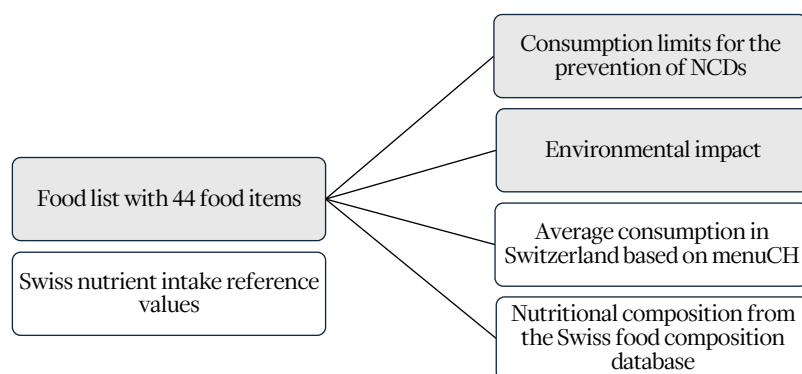 Consumption limits for the
prevention of NCDs
Environmental impact
Food list with 44 food items
Average consumption in
Switzerland based on menuCH
Swiss nutrient intake reference
values
Nutritional composition from
the Swiss food composition
database